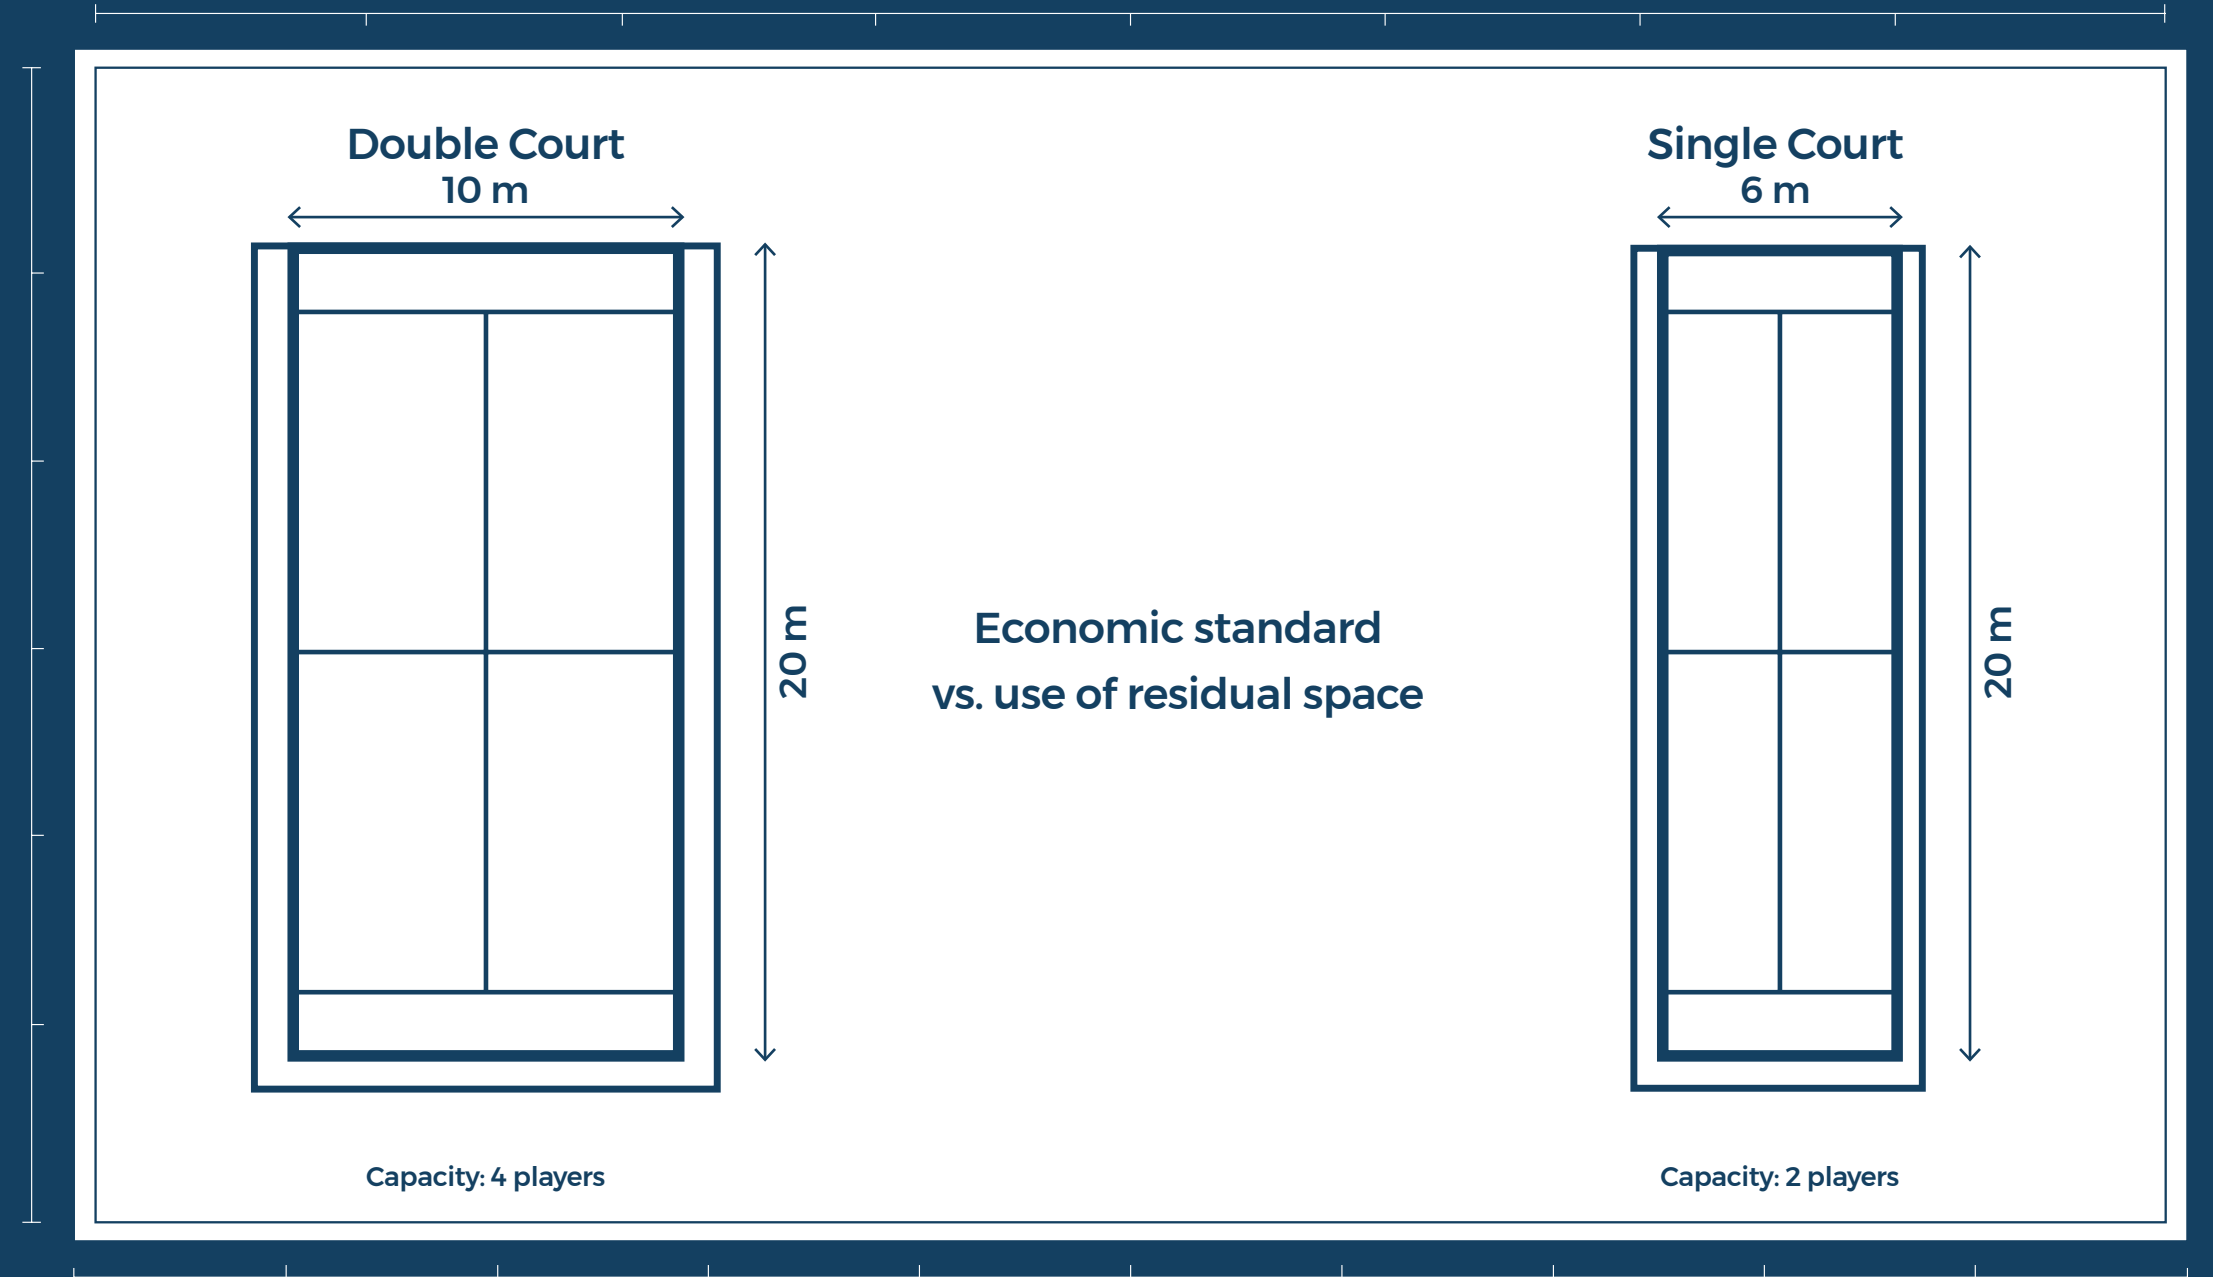 Double Court
10 m
20 m
Economic standard
vs. use of residual space
Single Court
6 m
20 m
Capacity: 4 players
Capacity: 2 players